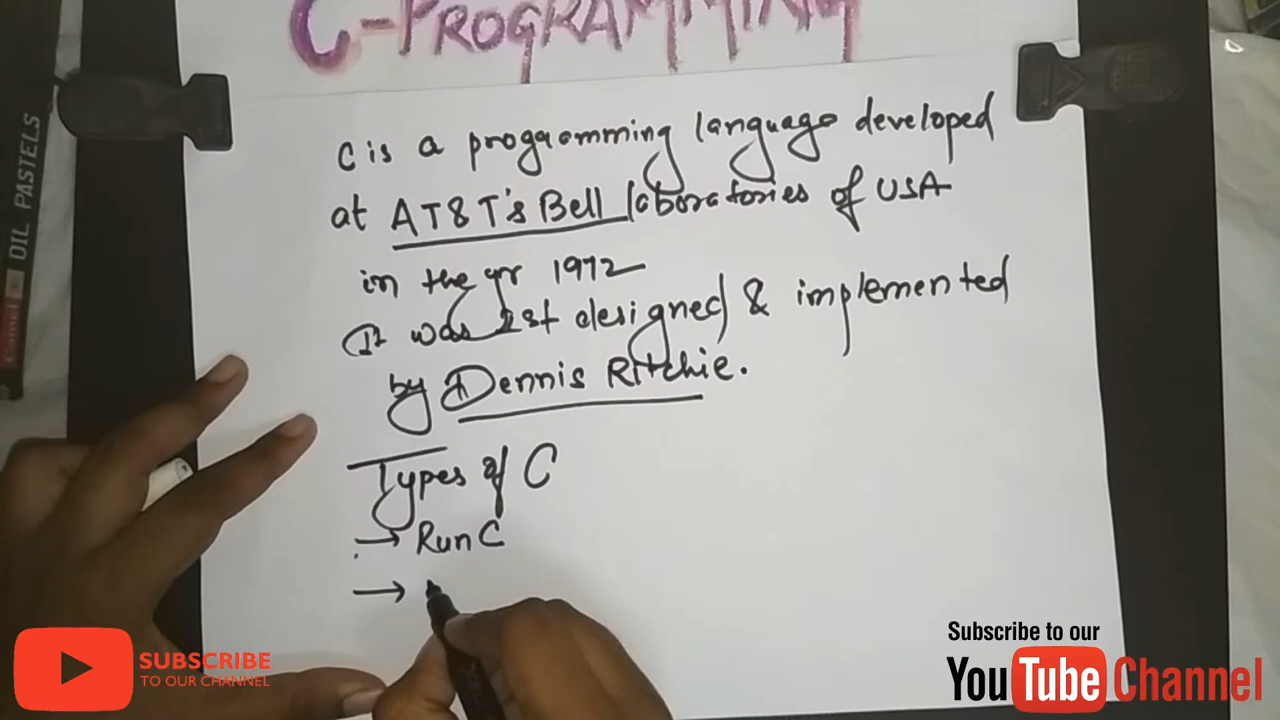 C-PROGRAMMING
C is a programming language developed
at AT&T's Bell laboratories of USA
in the yr 1972
It was 1st designed & implemented
by Dennis Ritchie.
Types of C
→ Run C
→
OIL PASTELS
Camel
SUBSCRIBE
TO OUR CHANNEL
Subscribe to our
YouTube Channel